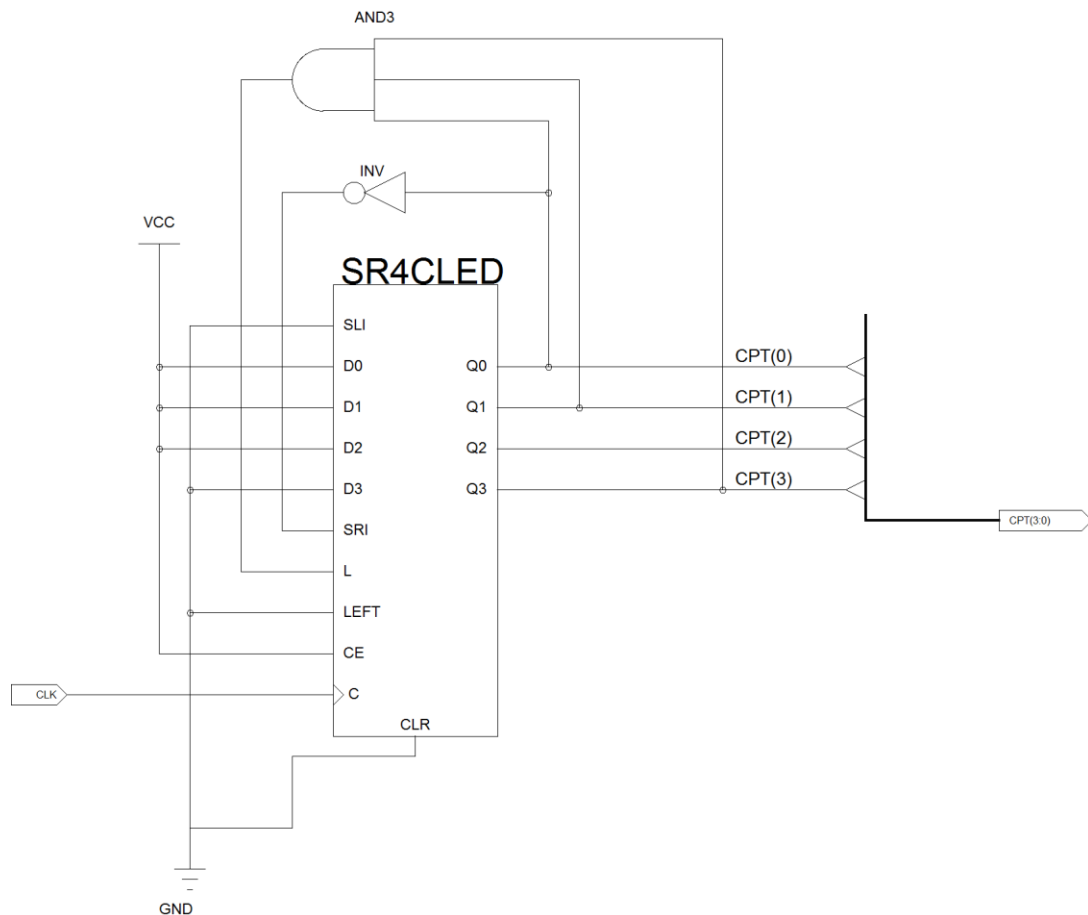 AND3
INV
VCC
SR4CLED
SLI
D0 Q0 CPT(0)
D1 Q1 CPT(1)
D2 Q2 CPT(2)
D3 Q3 CPT(3)
SRI CPT(3:0)
L
LEFT
CE
CLK C
CLR
GND